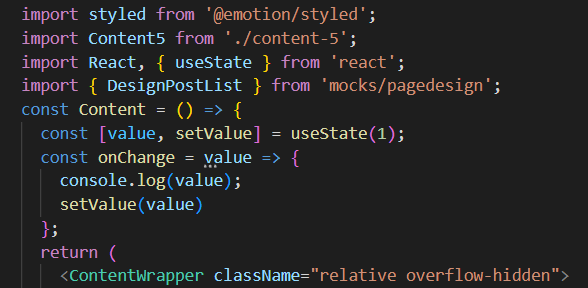 import styled from '@emotion/styled';
import Content5 from './content-5';
import React, { useState } from 'react';
import { DesignPostList } from 'mocks/pagedesign';
const Content = () => {
const [value, setValue] = useState(1);
const onChange = value => {
console.log(value);
setValue(value)
};
return (
<ContentWrapper className="relative overflow-hidden">